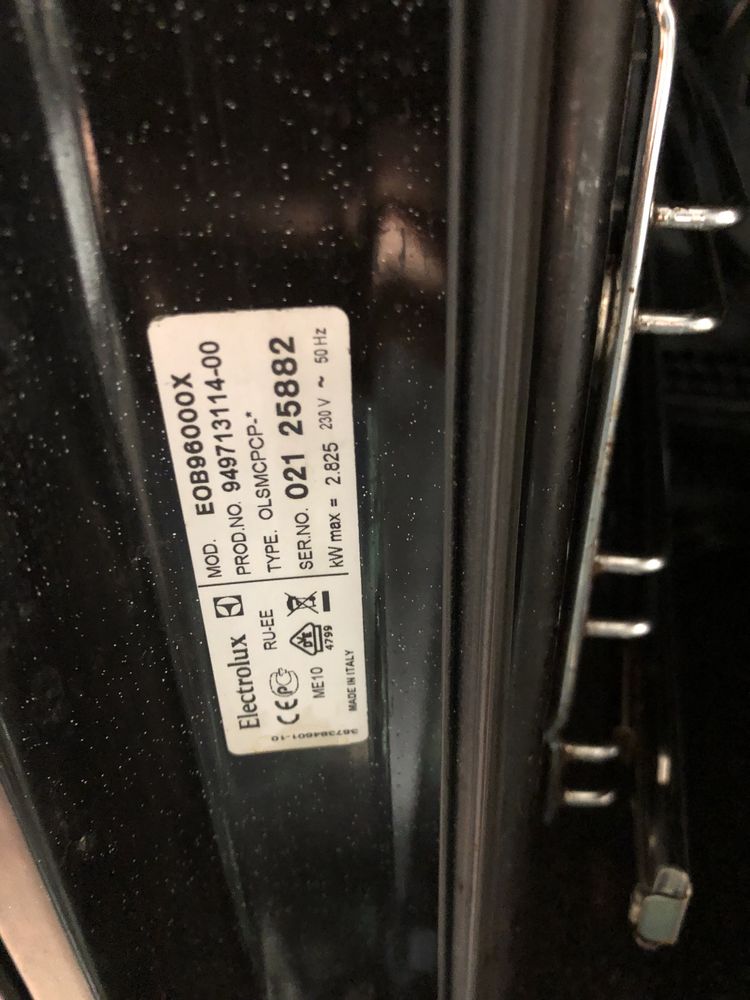 MOD. EOB96000X
PROD.NO. 949713114-00
TYPE. OLSMCPCP-*
SER.NO. 021 25882
kW max = 2.825 230 V ~ 50 Hz
Electrolux
RU-EE
CE
ME10
4799
MADE IN ITALY
367384601-10